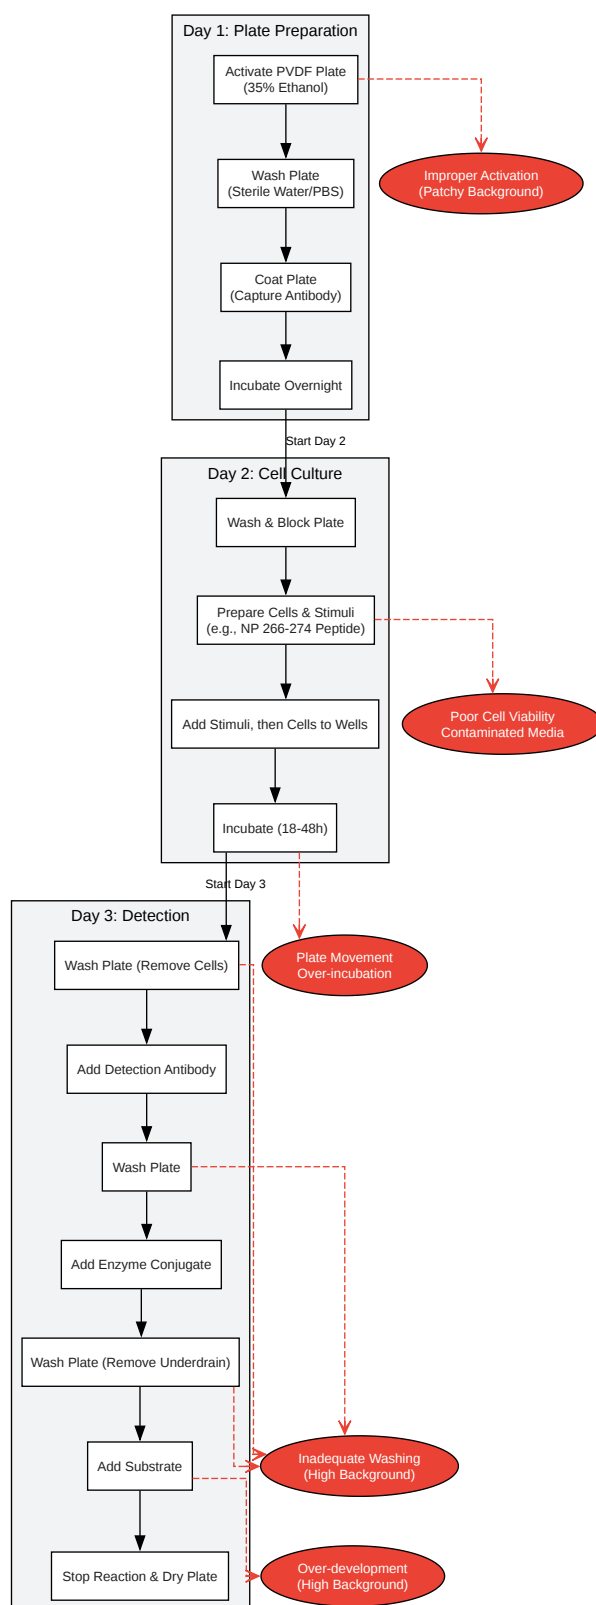 Day 1: Plate Preparation
Activate PVDF Plate
(35% Ethanol)
Improper Activation
(Patchy Background)
Wash Plate
(Sterile Water/PBS)
Coat Plate
(Capture Antibody)
Incubate Overnight
Start Day 2
Day 2: Cell Culture
Wash & Block Plate
Prepare Cells & Stimuli
(e.g., NP 266-274 Peptide)
Poor Cell Viability
Contaminated Media
Add Stimuli, then Cells to Wells
Incubate (18-48h)
Start Day 3
Day 3: Detection
Wash Plate (Remove Cells)
Plate Movement
Over-incubation
Add Detection Antibody
Wash Plate
Add Enzyme Conjugate
Wash Plate (Remove Underdrain)
Add Substrate
Inadequate Washing
(High Background)
Stop Reaction & Dry Plate
Over-development
(High Background)